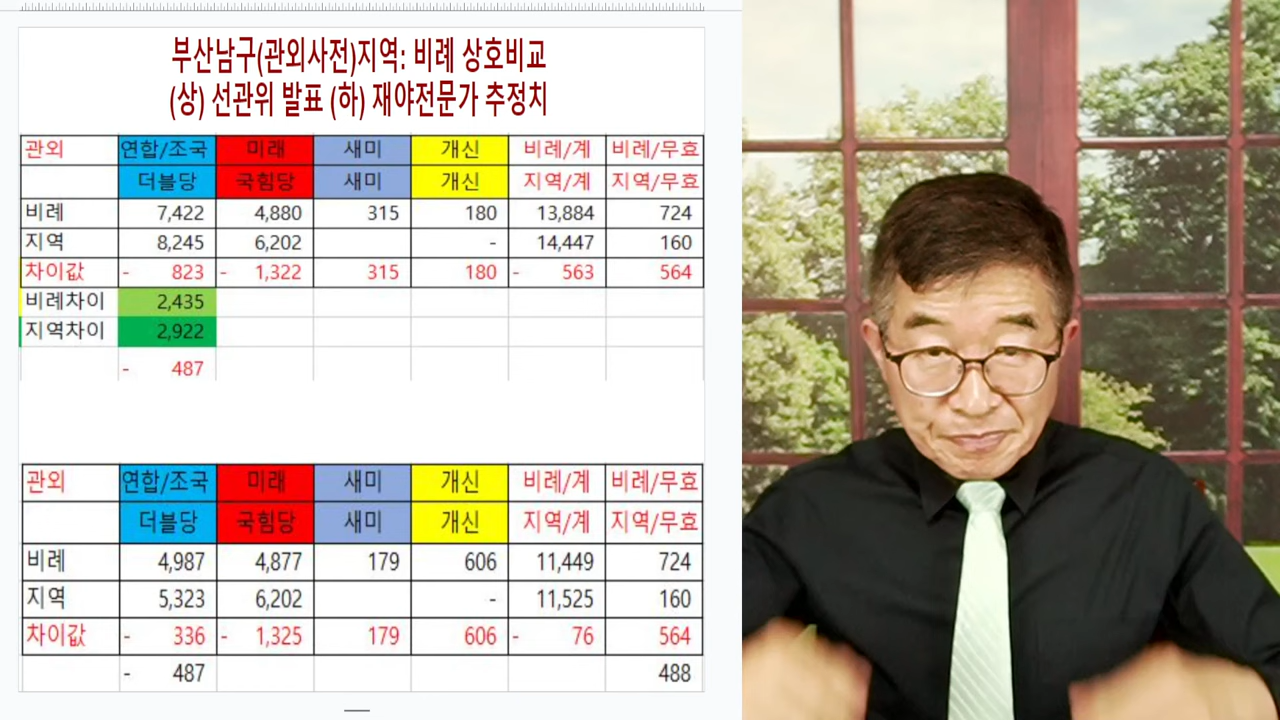 부산남구(관외사전)지역: 비례 상호비교
(상) 선관위 발표 (하) 재야전문가 추정치
관외 연합/조국 미래 새미 개신 비례/계 비례/무효
더블당 국힘당 새미 개신 지역/계 지역/무효
비례 7,422 4,880 315 180 13,884 724
지역 8,245 6,202 - 14,447 160
차이값 - 823 - 1,322 315 180 - 563 564
비례차이 2,435
지역차이 2,922
- 487
관외 연합/조국 미래 새미 개신 비례/계 비례/무효
더블당 국힘당 새미 개신 지역/계 지역/무효
비례 4,987 4,877 179 606 11,449 724
지역 5,323 6,202 - 11,525 160
차이값 - 336 - 1,325 179 606 - 76 564
- 487 488